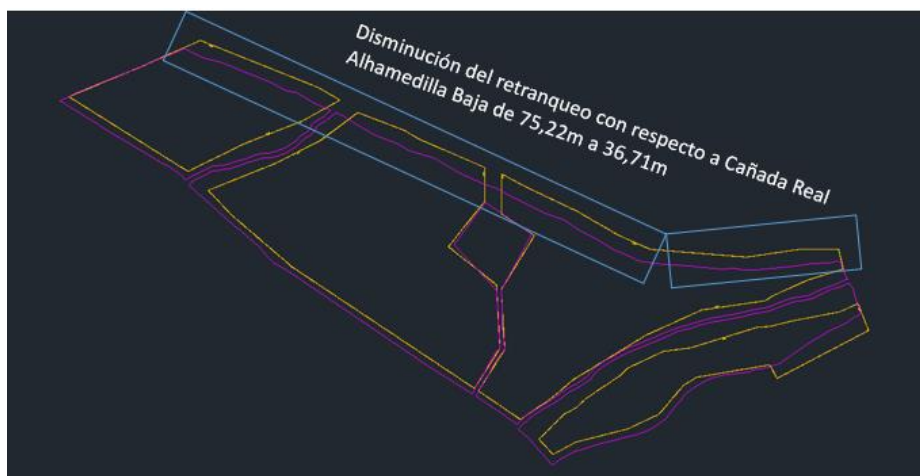 Disminución del retranqueo con respecto a Cañada Real
Alhamedilla Baja de 75,22m a 36,71m